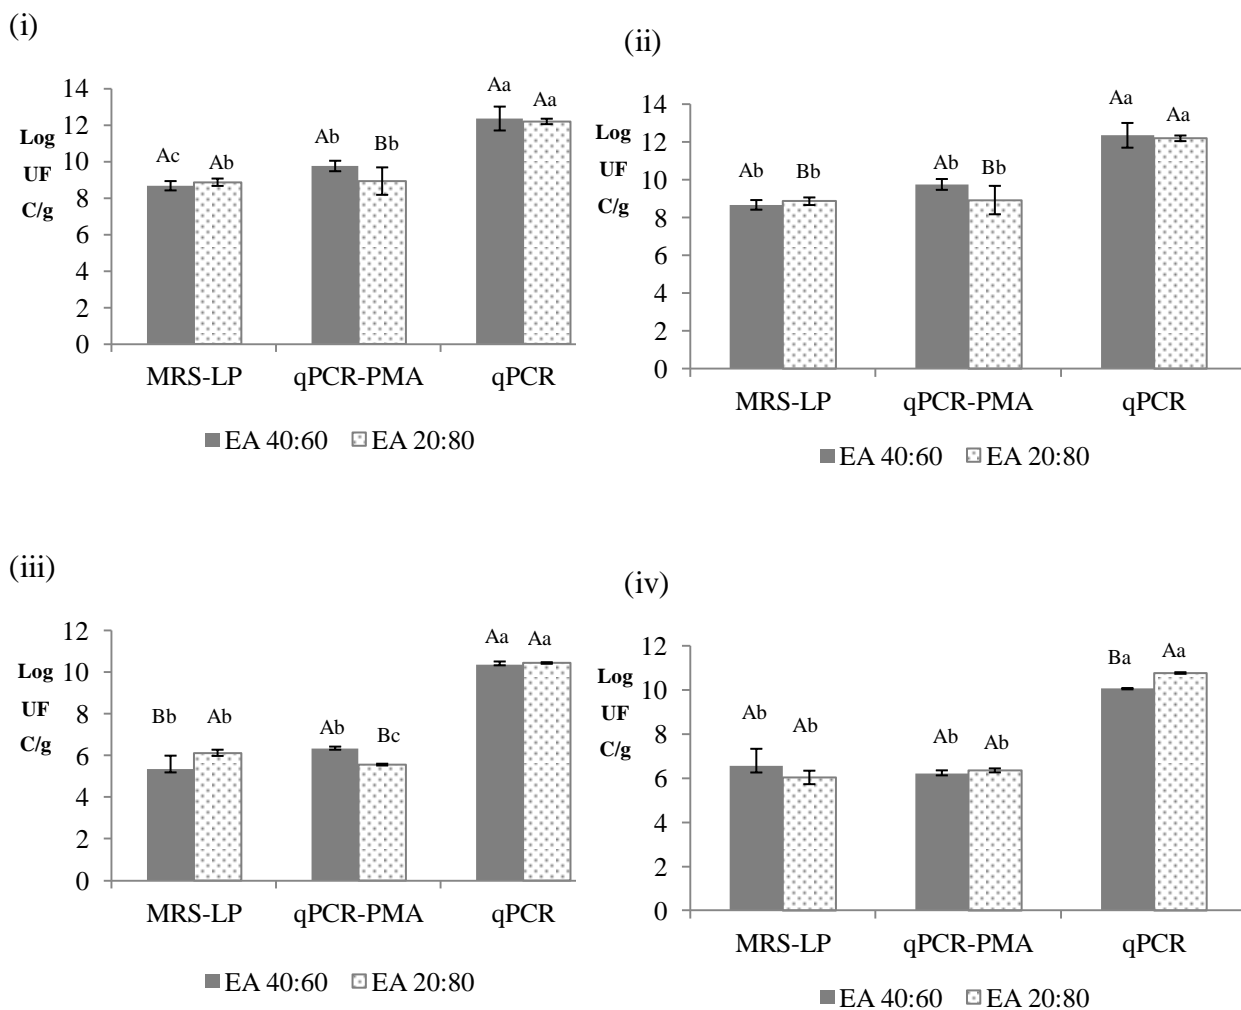 (i)
Log
UF
C/g
14
12
10
8
6
4
2
0
Ac Ab Ab Bb Aa Aa
MRS-LP qPCR-PMA qPCR
EA 40:60 EA 20:80
(ii)
Log
UF
C/g
14
12
10
8
6
4
2
0
Ab Bb Ab Bb Aa Aa
MRS-LP qPCR-PMA qPCR
EA 40:60 EA 20:80
(iii)
Log
UF
C/g
12
10
8
6
4
2
0
Bb Ab Ab Bc Aa Aa
MRS-LP qPCR-PMA qPCR
EA 40:60 EA 20:80
(iv)
Log
UF
C/g
12
10
8
6
4
2
0
Ab Ab Ab Ab Ba Aa
MRS-LP qPCR-PMA qPCR
EA 40:60 EA 20:80